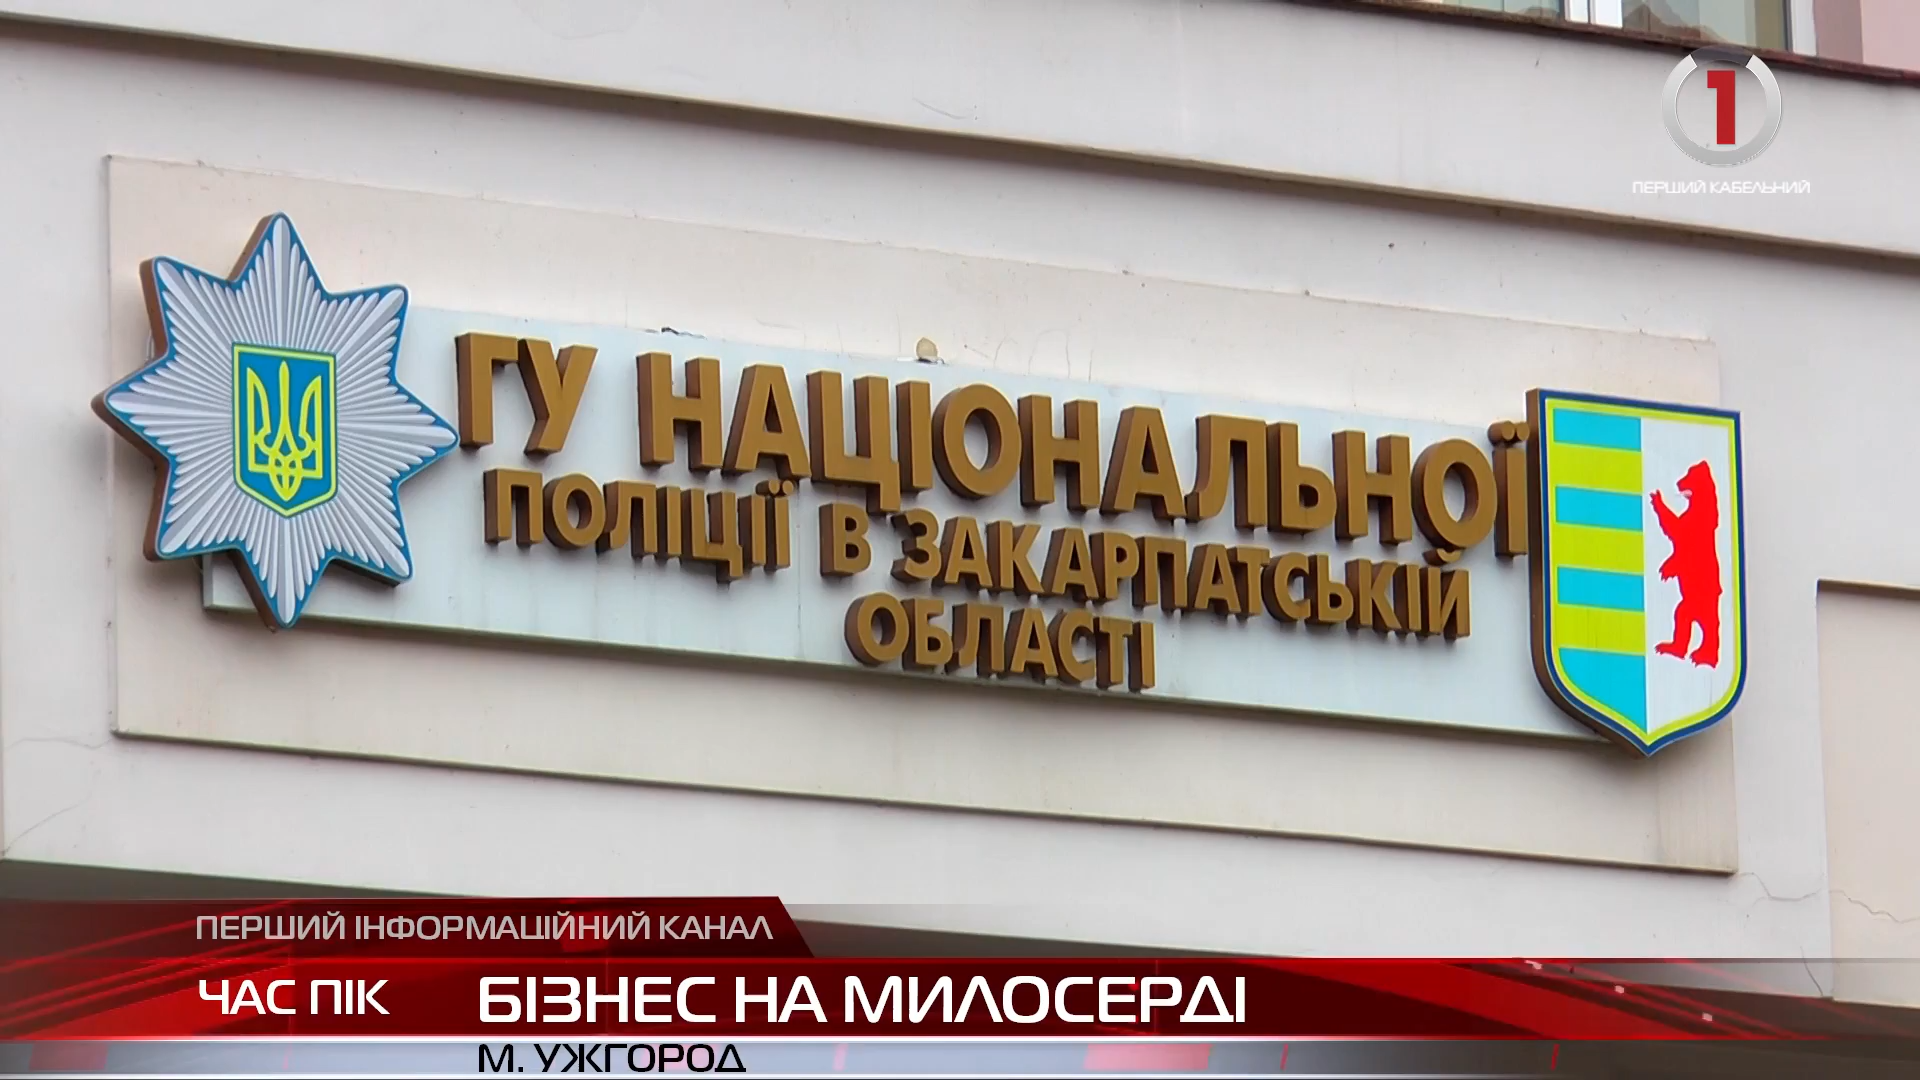 1
ПЕРШИЙ КАБЕЛЬНИЙ
ГУ НАЦІОНАЛЬНОЇ
ПОЛІЦІЇ В ЗАКАРПАТСЬКІЙ
ОБЛАСТІ
ПЕРШИЙ ІНФОРМАЦІЙНИЙ КАНАЛ
ЧАС ПІК БІЗНЕС НА МИЛОСЕРДІ
М. УЖГОРОД